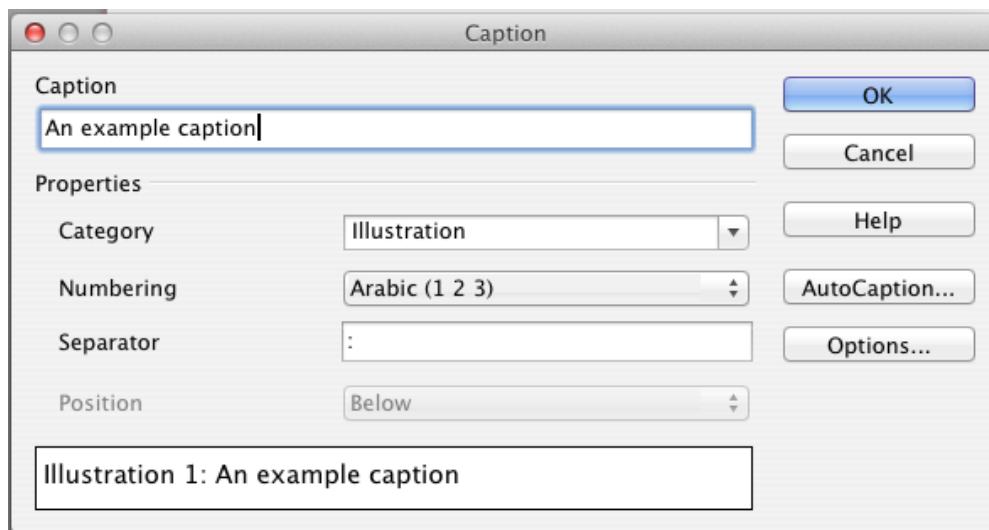 Caption
Caption
OK
An example caption
Cancel
Properties
Category
Illustration
Help
Numbering
Arabic (1 2 3)
AutoCaption...
Separator
:
Options...
Position
Below
Illustration 1: An example caption